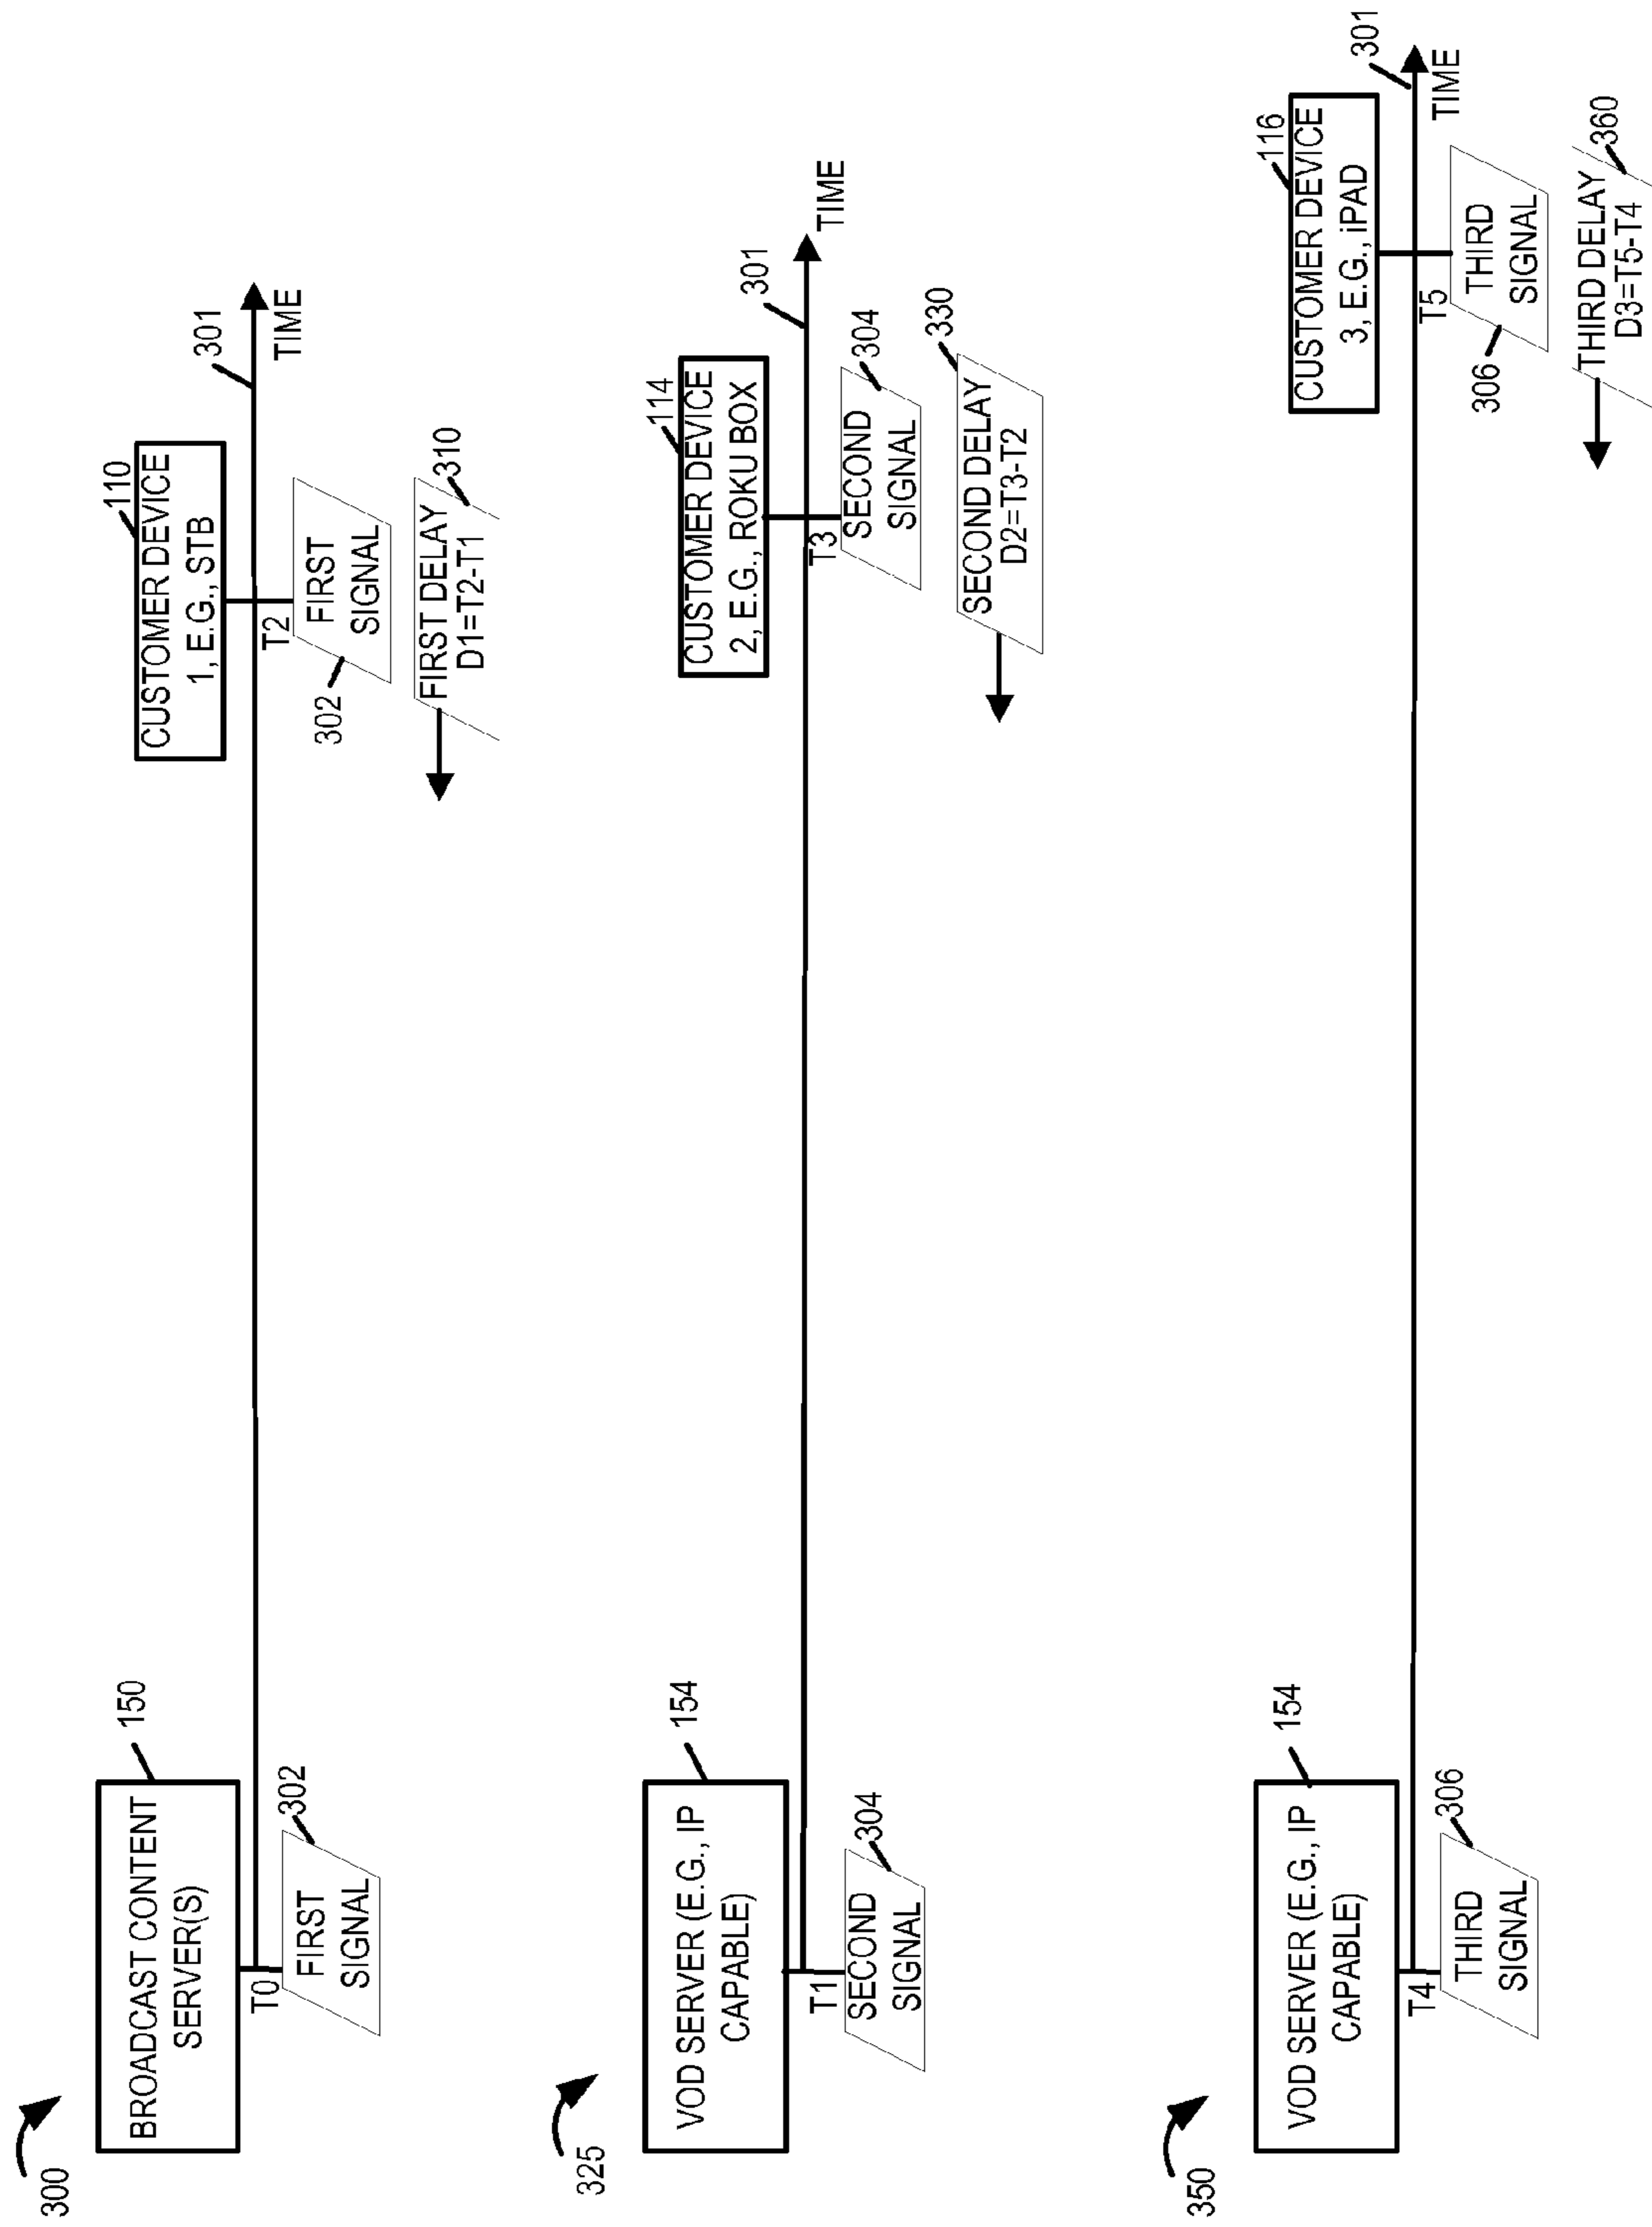 300
BROADCAST CONTENT
SERVER(S)
150
T0
FIRST
SIGNAL
302
110
CUSTOMER DEVICE
1, E.G., STB
301
TIME
T2
FIRST
SIGNAL
302
FIRST DELAY
D1=T2-T1
310
325
VOD SERVER (E.G., IP
CAPABLE)
154
T1
SECOND
SIGNAL
304
114
CUSTOMER DEVICE
2, E.G., ROKU BOX
301
TIME
T3
SECOND
SIGNAL
304
SECOND DELAY
D2=T3-T2
330
350
VOD SERVER (E.G., IP
CAPABLE)
154
T4
THIRD
SIGNAL
306
116
CUSTOMER DEVICE
3, E.G., iPAD
301
TIME
T5
THIRD
SIGNAL
306
THIRD DELAY
D3=T5-T4
360